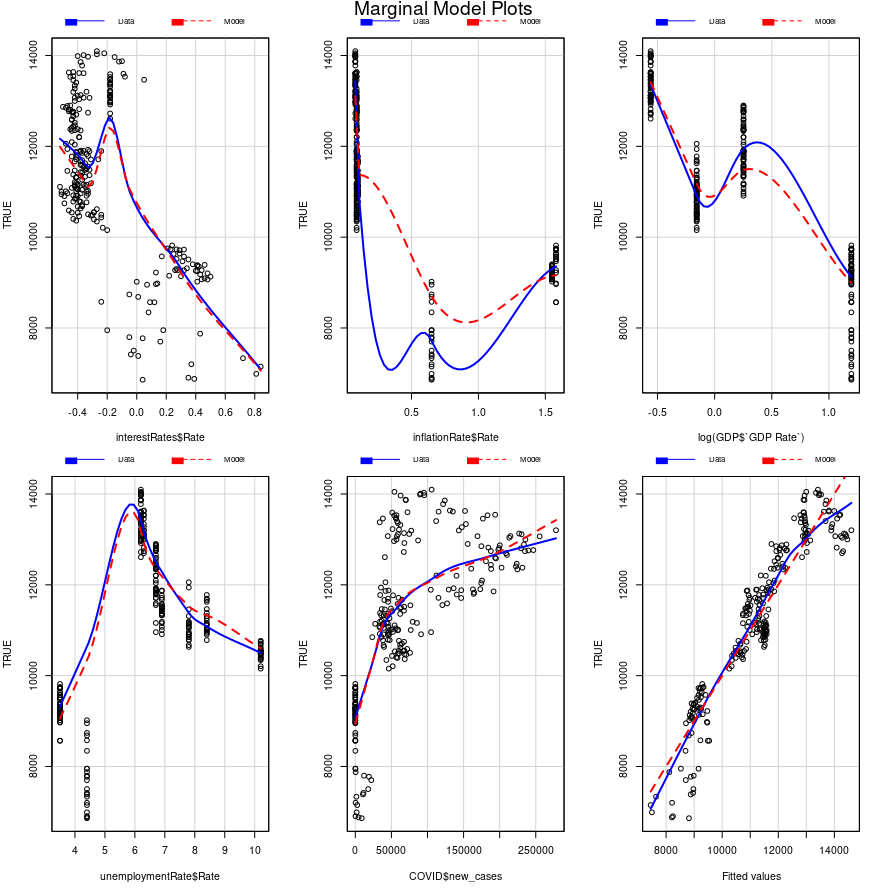 Marginal Model Plots
Data Model
TRUE
8000 10000 12000 14000
-0.4 -0.2 0.0 0.2 0.4 0.6 0.8
interestRates$Rate
Data Model
TRUE
8000 10000 12000 14000
0.5 1.0 1.5
inflationRate$Rate
Data Model
TRUE
8000 10000 12000 14000
-0.5 0.0 0.5 1.0
log(GDP$`GDP Rate`)
Data Model
TRUE
8000 10000 12000 14000
4 5 6 7 8 9 10
unemploymentRate$Rate
Data Model
TRUE
8000 10000 12000 14000
0 50000 150000 250000
COVID$new_cases
Data Model
TRUE
8000 10000 12000 14000
8000 10000 12000 14000
Fitted values